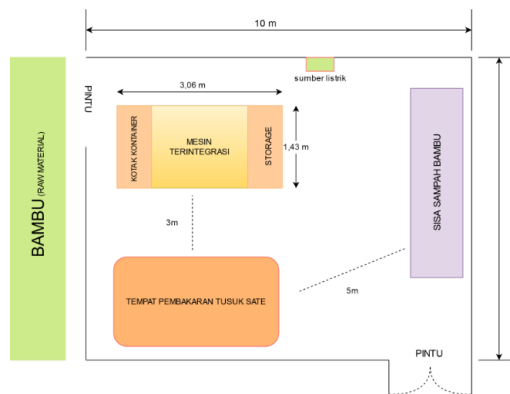 10 m
sumber listrik
PINTU
3,06 m
BAMBU (RAW MATERIAL)
KOTAK KONTAINER
MESIN
TERINTEGRASI
STORAGE
1,43 m
SISA SAMPAH BAMBU
3m
5m
TEMPAT PEMBAKARAN TUSUK SATE
PINTU